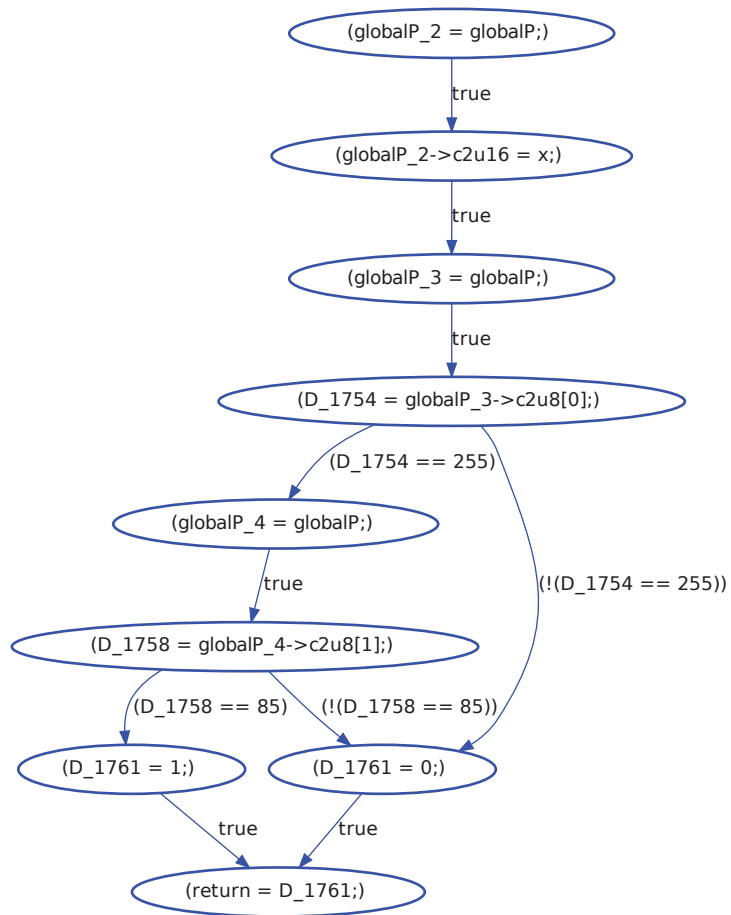 (globalP_2 = globalP;)
true
(globalP_2->c2u16 = x;)
true
(globalP_3 = globalP;)
true
(D_1754 = globalP_3->c2u8[0];)
(D_1754 == 255)
(globalP_4 = globalP;)
true
(!(D_1754 == 255))
(D_1758 = globalP_4->c2u8[1];)
(D_1758 == 85)
(!(D_1758 == 85))
(D_1761 = 1;)
(D_1761 = 0;)
true
true
(return = D_1761;)